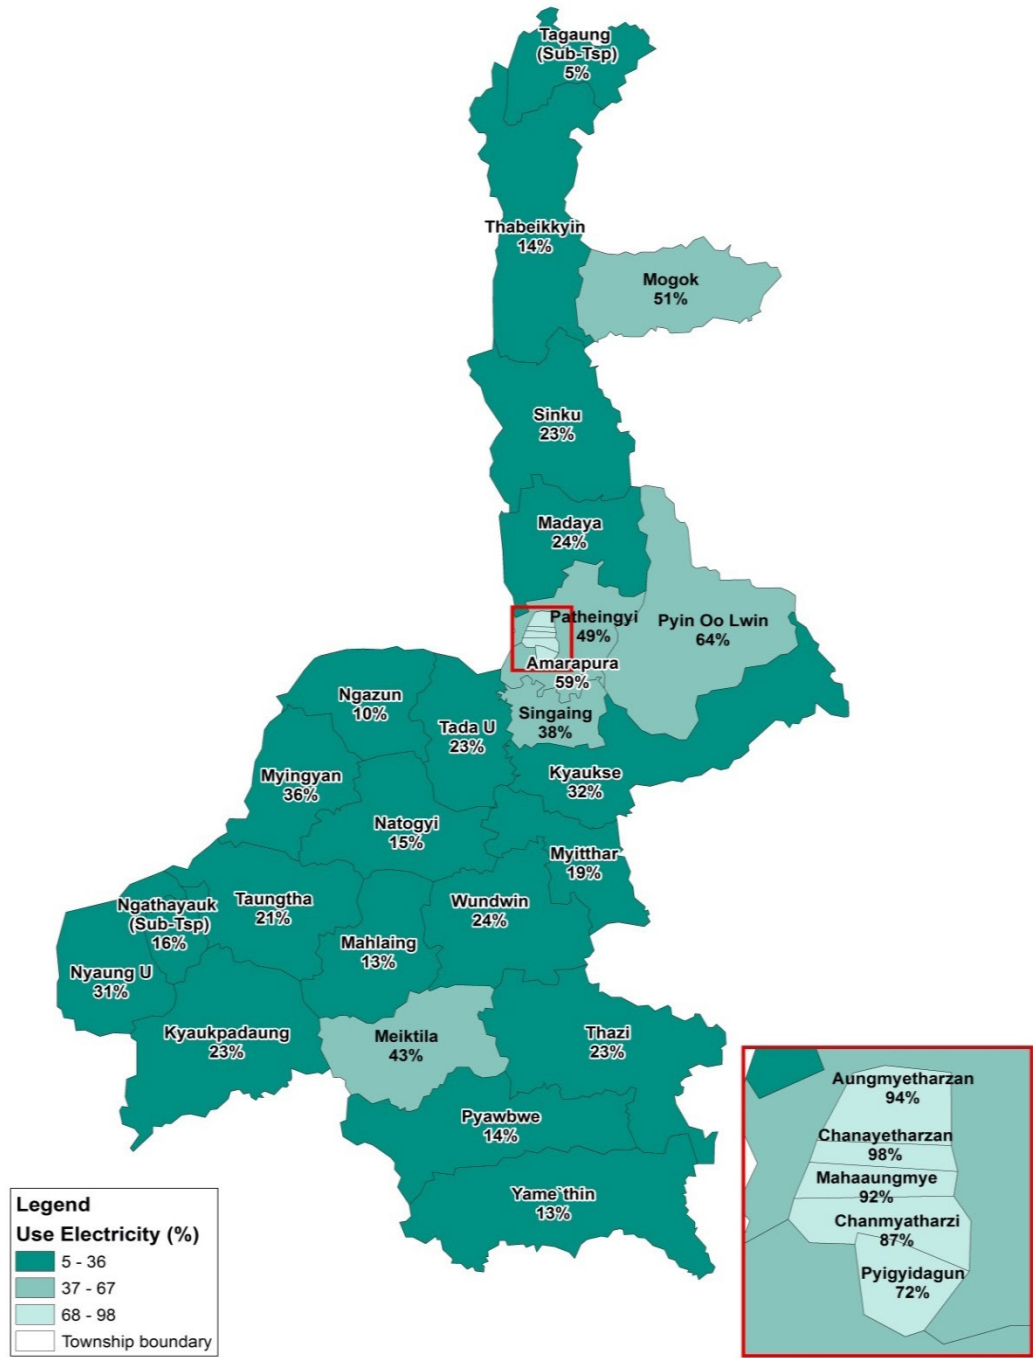 Tagaung
(Sub-Tsp)
5%
Thabeikkyin
14%
Mogok
51%
Sinku
23%
Madaya
24%
Patheingyi
49%
Pyin Oo Lwin
64%
Amarapura
59%
Singaing
38%
Ngazun
10%
Tada U
23%
Kyaukse
32%
Myingyan
36%
Natogyi
15%
Myitthar
19%
Ngathayauk
(Sub-Tsp)
16%
Taungtha
21%
Wundwin
24%
Mahlaing
13%
Nyaung U
31%
Kyaukpadaung
23%
Meiktila
43%
Thazi
23%
Pyawbwe
14%
Yame`thin
13%
Aungmyetharzan
94%
Chanayetharzan
98%
Mahaaungmye
92%
Chanmyatharzi
87%
Pyigyidagun
72%
Legend
Use Electricity (%)
5 - 36
37 - 67
68 - 98
Township boundary